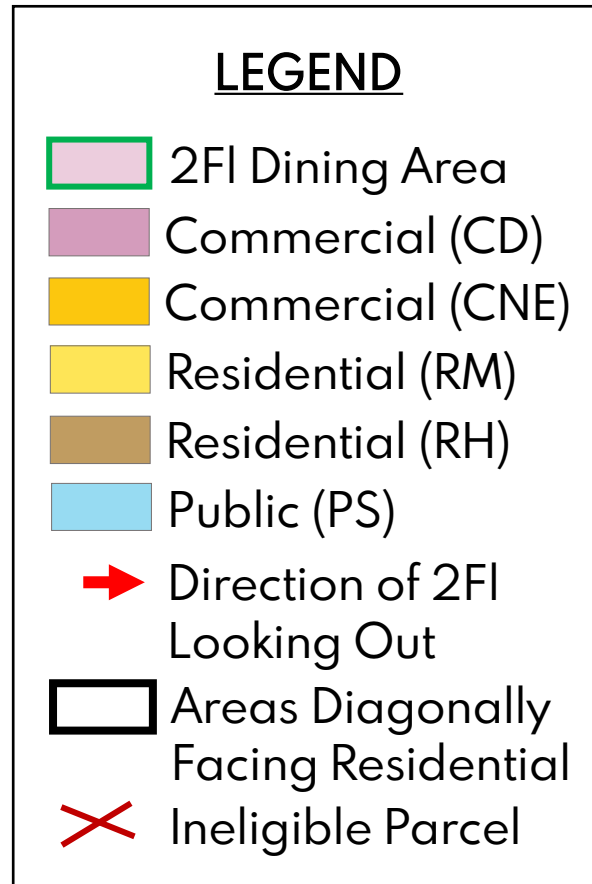 LEGEND
2Fl Dining Area
Commercial (CD)
Commercial (CNE)
Residential (RM)
Residential (RH)
Public (PS)
Direction of 2Fl
Looking Out
Areas Diagonally
Facing Residential
Ineligible Parcel